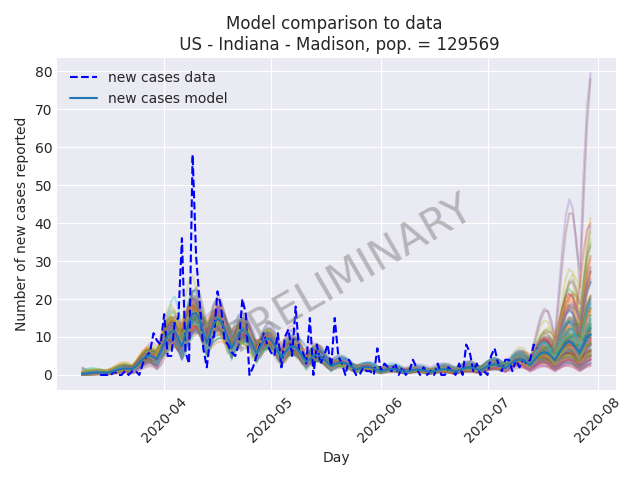 Model comparison to data
US - Indiana - Madison, pop. = 129569
new cases data
new cases model
PRELIMINARY
Number of new cases reported
80
70
60
50
40
30
20
10
0
2020-04
2020-05
2020-06
2020-07
2020-08
Day